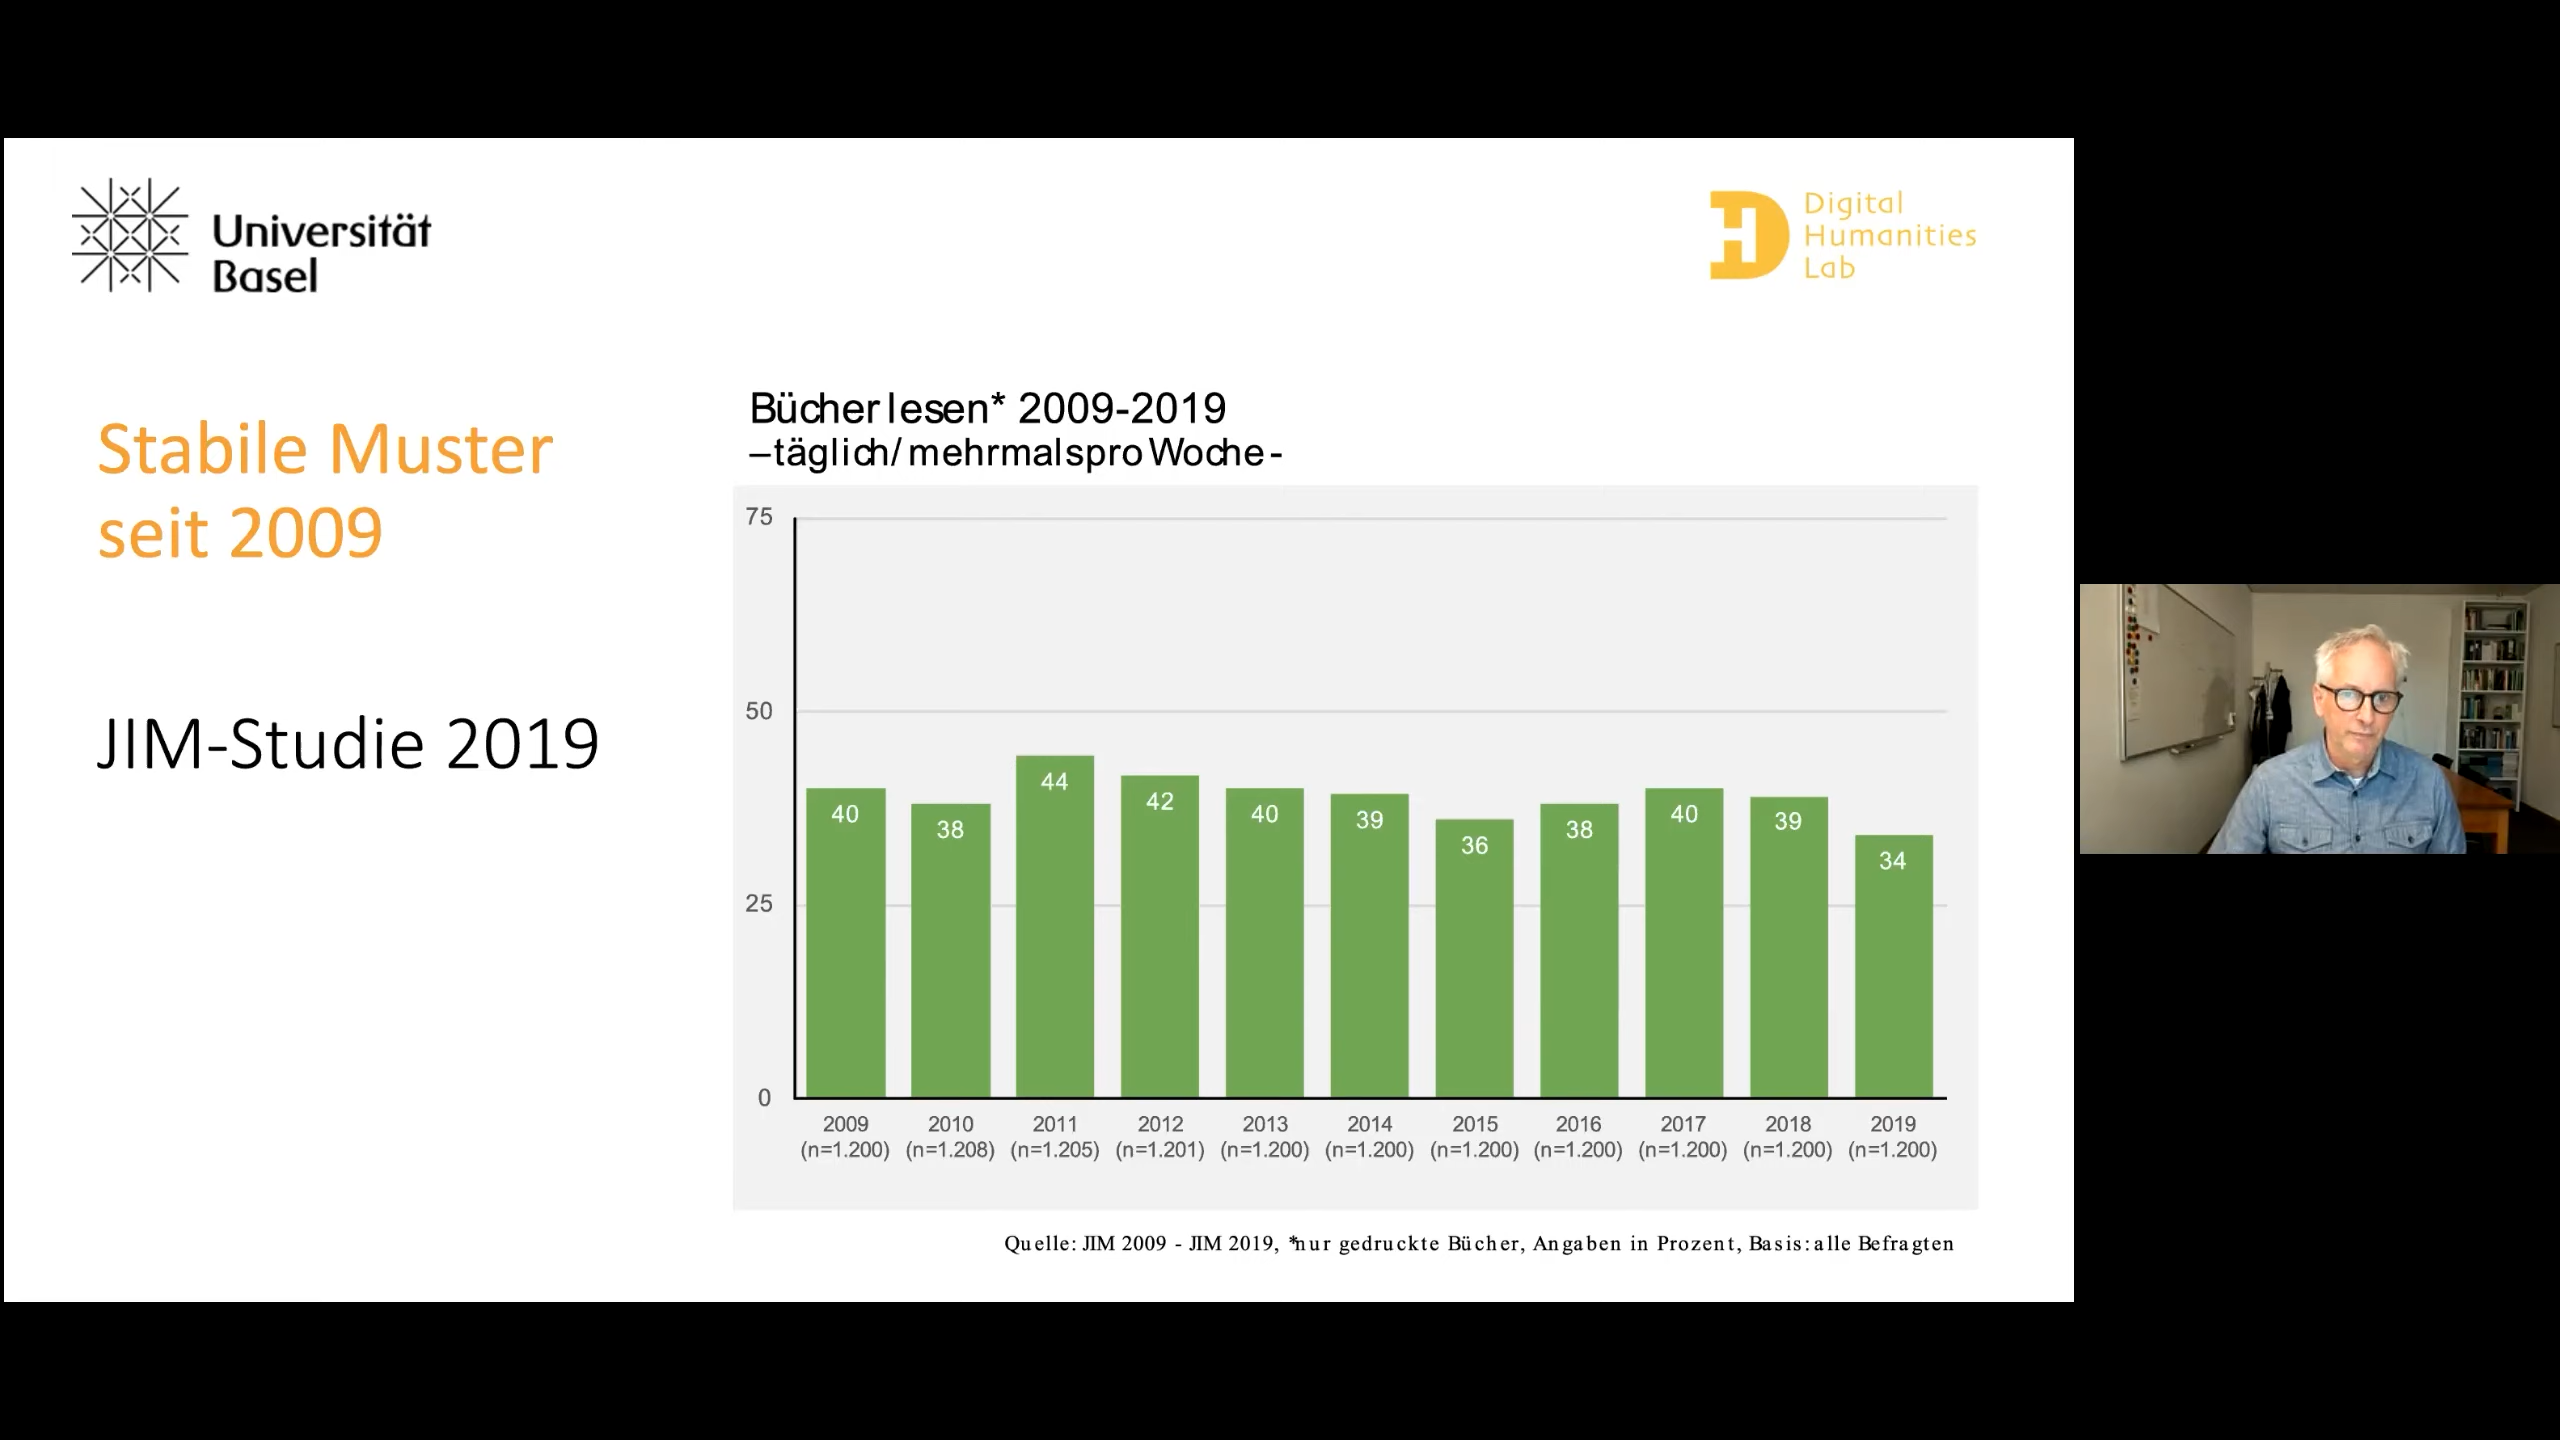 Universität
Basel
Digital
Humanities
Lab
Stabile Muster
seit 2009
JIM-Studie 2019
Bücher lesen* 2009-2019
–täglich/ mehrmals pro Woche -
75
50
25
0
40
38
44
42
40
39
36
38
40
39
34
2009 2010 2011 2012 2013 2014 2015 2016 2017 2018 2019
(n=1.200) (n=1.208) (n=1.205) (n=1.201) (n=1.200) (n=1.200) (n=1.200) (n=1.200) (n=1.200) (n=1.200) (n=1.200)
Quelle: JIM 2009 - JIM 2019, *nur gedruckte Bücher, Angaben in Prozent, Basis: alle Befragten